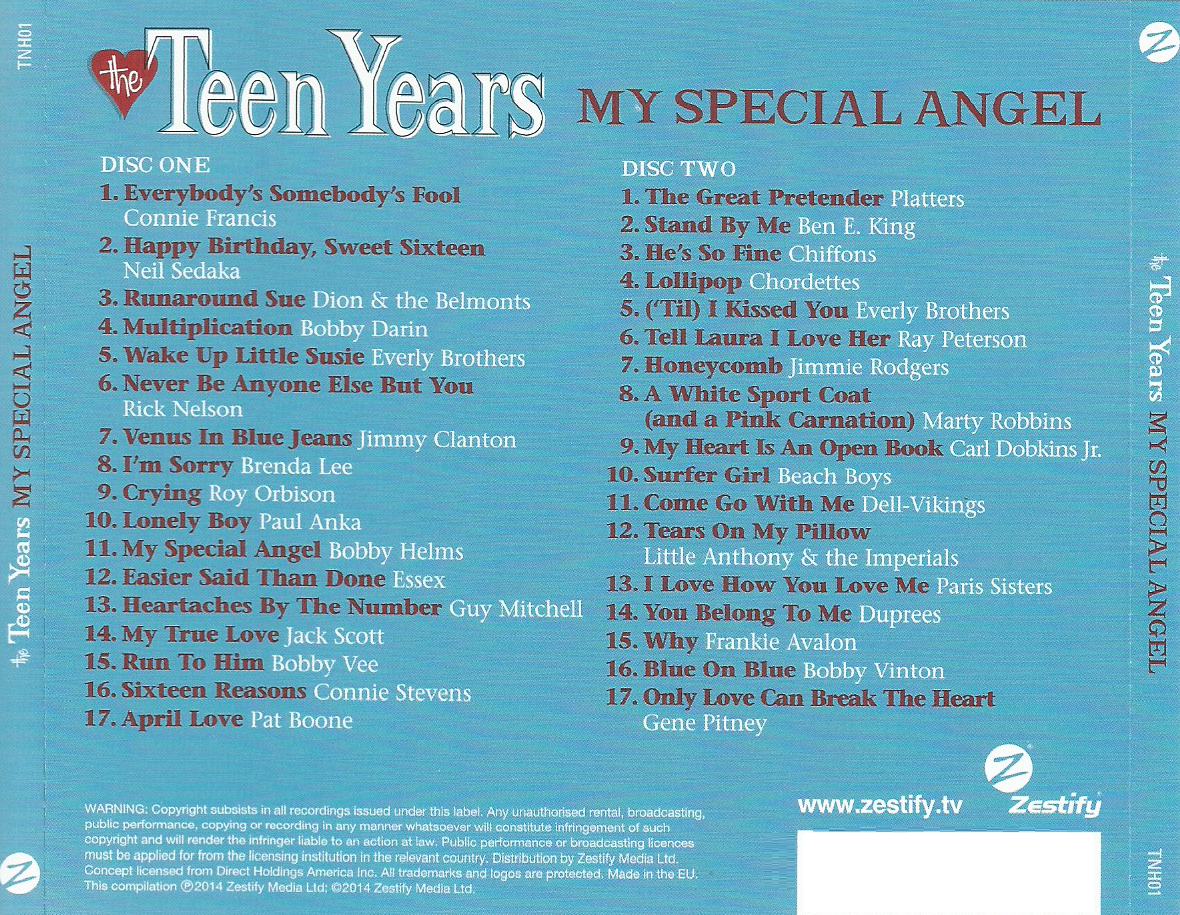 TNH01
the Teen Years MY SPECIAL ANGEL
the Teen Years
MY SPECIAL ANGEL
DISC ONE
1. Everybody's Somebody's Fool
Connie Francis
2. Happy Birthday, Sweet Sixteen
Neil Sedaka
3. Runaround Sue Dion & the Belmonts
4. Multiplication Bobby Darin
5. Wake Up Little Susie Everly Brothers
6. Never Be Anyone Else But You
Rick Nelson
7. Venus In Blue Jeans Jimmy Clanton
8. I'm Sorry Brenda Lee
9. Crying Roy Orbison
10. Lonely Boy Paul Anka
11. My Special Angel Bobby Helms
12. Easier Said Than Done Essex
13. Heartaches By The Number Guy Mitchell
14. My True Love Jack Scott
15. Run To Him Bobby Vee
16. Sixteen Reasons Connie Stevens
17. April Love Pat Boone
DISC TWO
1. The Great Pretender Platters
2. Stand By Me Ben E. King
3. He's So Fine Chiffons
4. Lollipop Chordettes
5. ('Til) I Kissed You Everly Brothers
6. Tell Laura I Love Her Ray Peterson
7. Honeycomb Jimmie Rodgers
8. A White Sport Coat
(and a Pink Carnation) Marty Robbins
9. My Heart Is An Open Book Carl Dobkins Jr.
10. Surfer Girl Beach Boys
11. Come Go With Me Dell-Vikings
12. Tears On My Pillow
Little Anthony & the Imperials
13. I Love How You Love Me Paris Sisters
14. You Belong To Me Duprees
15. Why Frankie Avalon
16. Blue On Blue Bobby Vinton
17. Only Love Can Break The Heart
Gene Pitney
WARNING: Copyright subsists in all recordings issued under this label. Any unauthorised rental, broadcasting,
public performance, copying or recording in any manner whatsoever will constitute infringement of such
copyright and will render the infringer liable to an action at law. Public performance or broadcasting licences
must be applied for from the licensing institution in the relevant country. Distribution by Zestify Media Ltd.
Concept licensed from Direct Holdings America Inc. All trademarks and logos are protected. Made in the EU.
This compilation ℗2014 Zestify Media Ltd; ©2014 Zestify Media Ltd.
www.zestify.tv
Z
Zestify®
Z
Z
the Teen Years MY SPECIAL ANGEL
TNH01